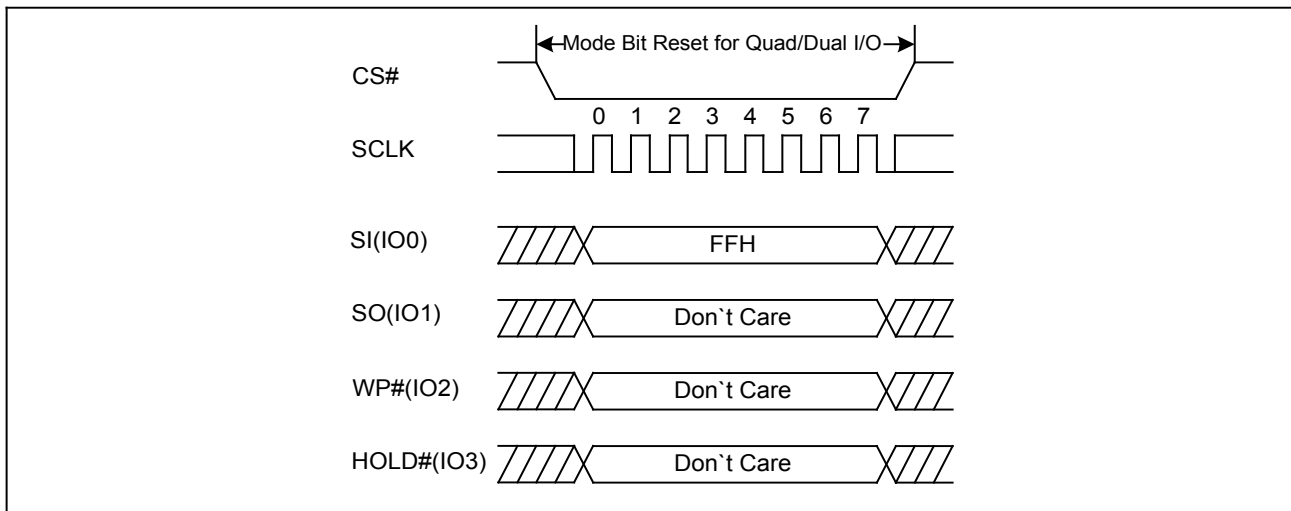 Mode Bit Reset for Quad/Dual I/O
CS#
0 1 2 3 4 5 6 7
SCLK
SI(IO0) FFH
SO(IO1) Don`t Care
WP#(IO2) Don`t Care
HOLD#(IO3) Don`t Care